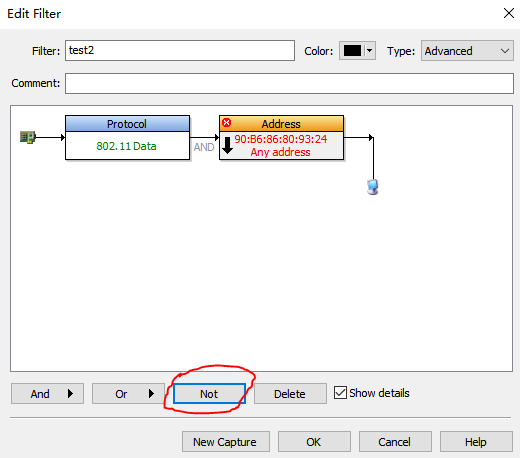 Edit Filter
Filter: test2 Color: Type: Advanced
Comment:
Protocol
802.11 Data
AND
Address
90:B6:86:80:93:24
Any address
And Or Not Delete Show details
New Capture OK Cancel Help